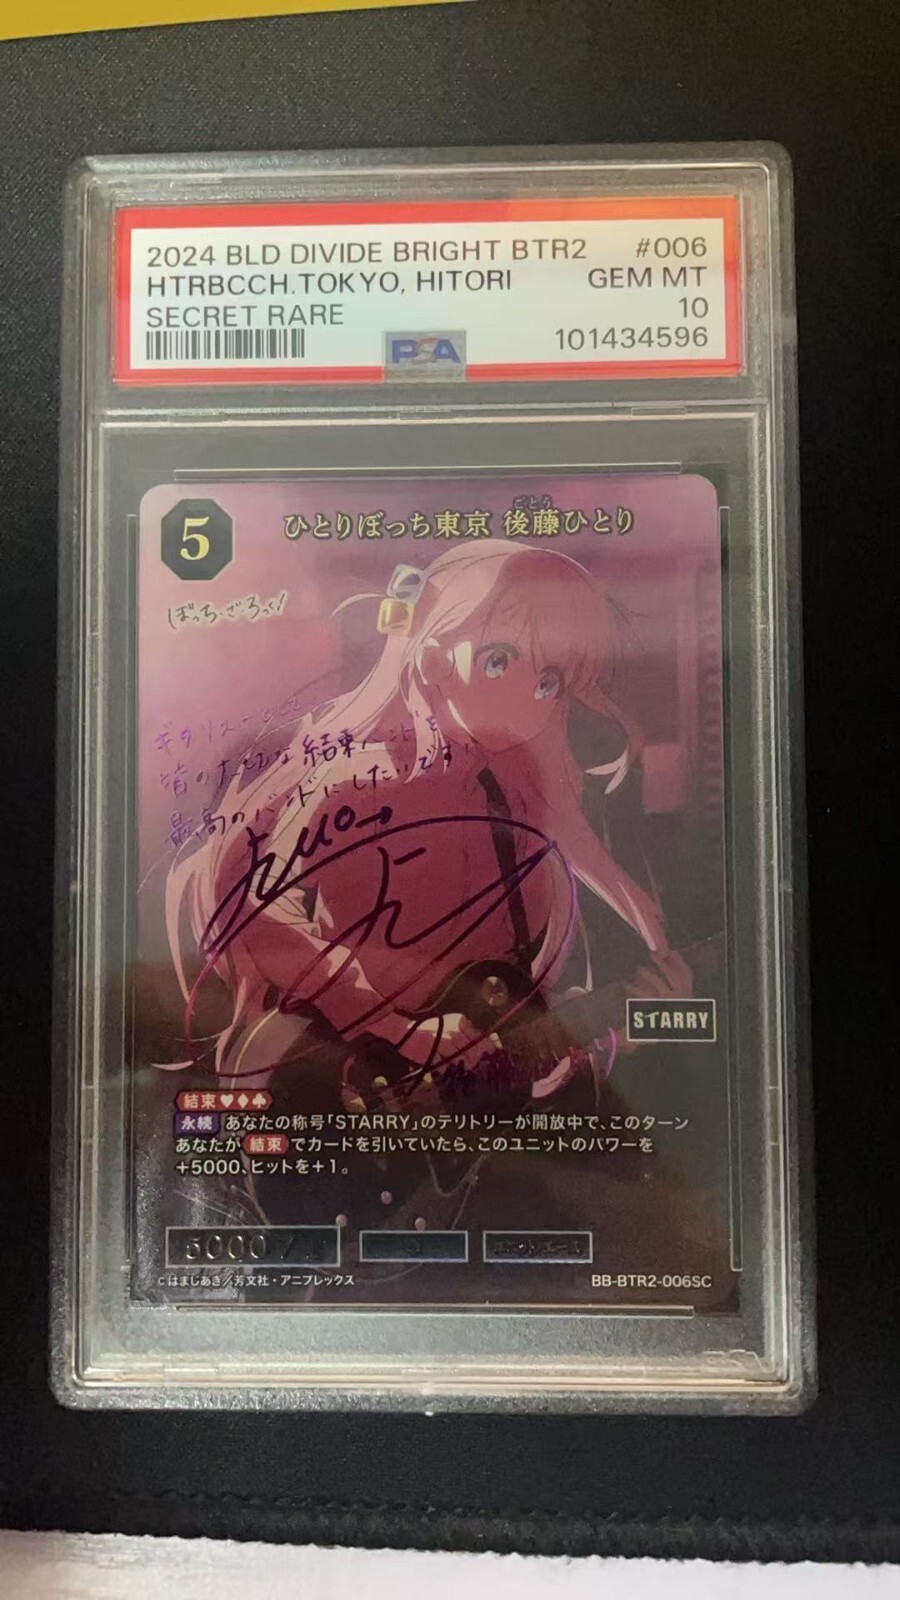 2024 BLD DIVIDE BRIGHT BTR2 #006
HTRBCCH.TOKYO, HITORI GEM MT
SECRET RARE 10
101434596
PSA
5
ごとう
ひとりぼっち東京 後藤ひとり
ぼっち・ざ・ろっく!
ギタリストとして
皆の大切な結束バンドを
最高のバンドにしたいです!!
STARRY
後藤ひとり
結束♥♦♣
永続 あなたの称号「STARRY」のテリトリーが開放中で、このターン
あなたが 結束 でカードを引いていたら、このユニットのパワーを
+5000、ヒットを+1。
5000 /
©はまじあき/芳文社・アニプレックス BB-BTR2-006SC